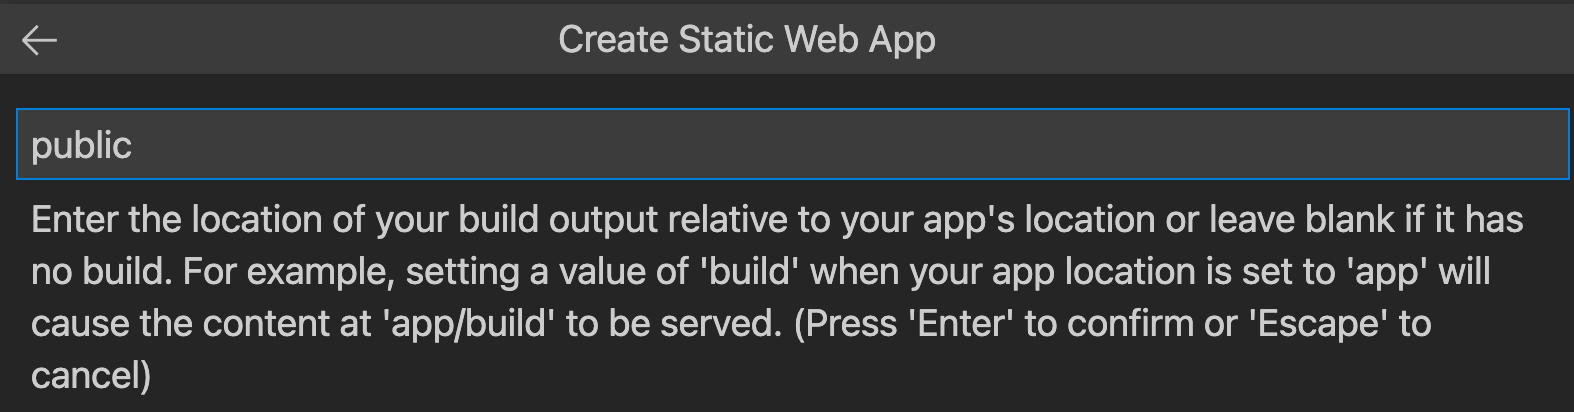 Create Static Web App
public
Enter the location of your build output relative to your app's location or leave blank if it has
no build. For example, setting a value of 'build' when your app location is set to 'app' will
cause the content at 'app/build' to be served. (Press 'Enter' to confirm or 'Escape' to
cancel)